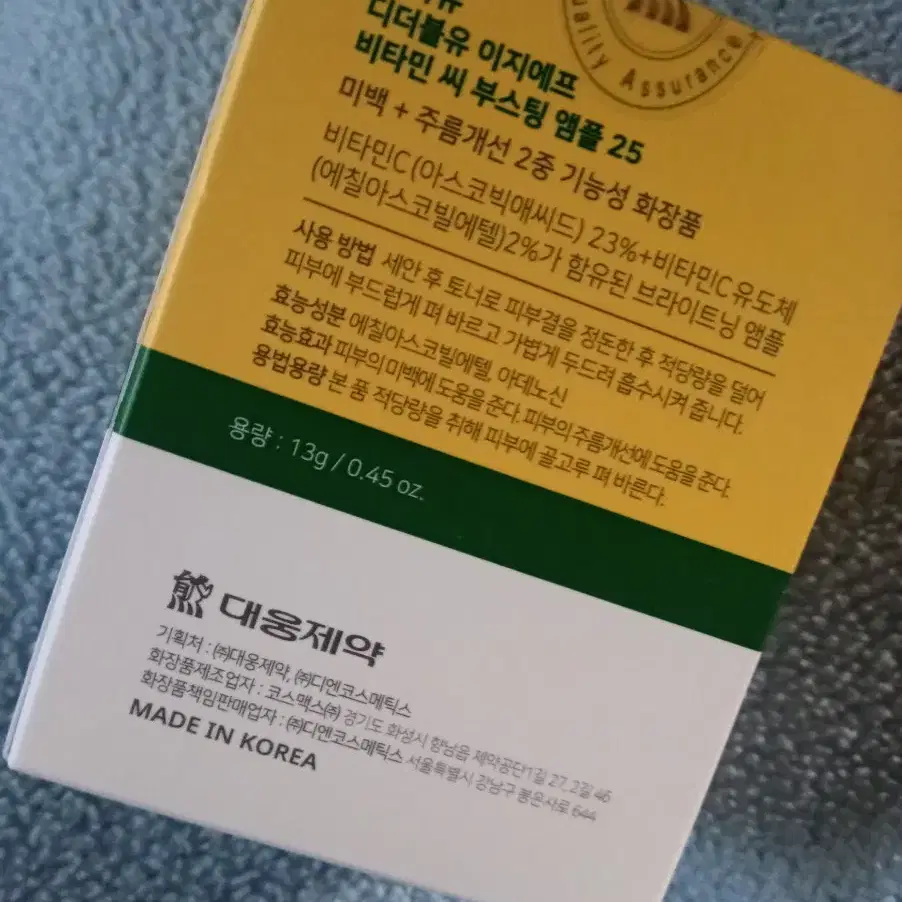 Quality Assurance
디더블유 이지에프
비타민 씨 부스팅 앰플 25
미백 + 주름개선 2중 기능성 화장품
비타민C(아스코빅애씨드) 23%+비타민C유도체
(에칠아스코빌에텔)2%가 함유된 브라이트닝 앰플
사용 방법 세안 후 토너로 피부결을 정돈한 후 적당량을 덜어
피부에 부드럽게 펴 바르고 가볍게 두드려 흡수시켜 줍니다.
효능성분 에칠아스코빌에텔, 아데노신
효능효과 피부의 미백에 도움을 준다. 피부의 주름개선에 도움을 준다.
용법용량 본 품 적당량을 취해 피부에 골고루 펴 바른다.
용량 : 13g / 0.45 oz.
대웅제약
기획처 : ㈜대웅제약, ㈜디엔코스메틱스
화장품제조업자 : 코스맥스㈜ 경기도 화성시 향남읍 제약공단1길 27, 2길 46
화장품책임판매업자 : ㈜디엔코스메틱스 서울특별시 강남구 봉은사로 644
MADE IN KOREA